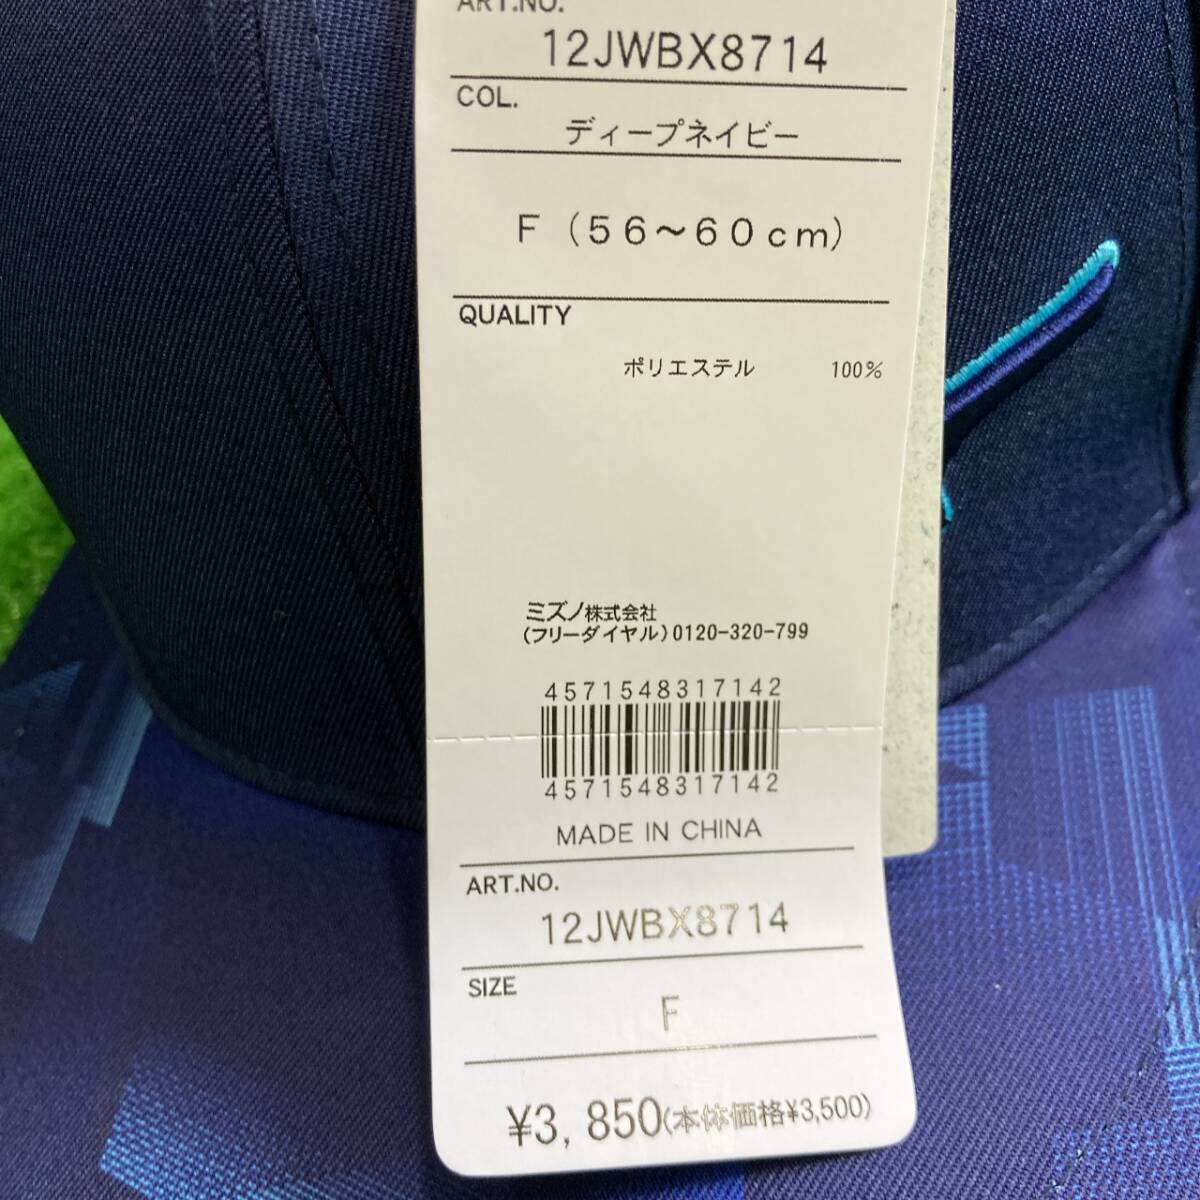 ART.NO.
12JWBX8714
COL.
ディープネイビー
F（56～60cm）
QUALITY
ポリエステル 100%
ミズノ株式会社
(フリーダイヤル)0120-320-799
4571548317142
4571548317142
MADE IN CHINA
ART.NO.
12JWBX8714
SIZE
F
¥3,850(本体価格¥3,500)